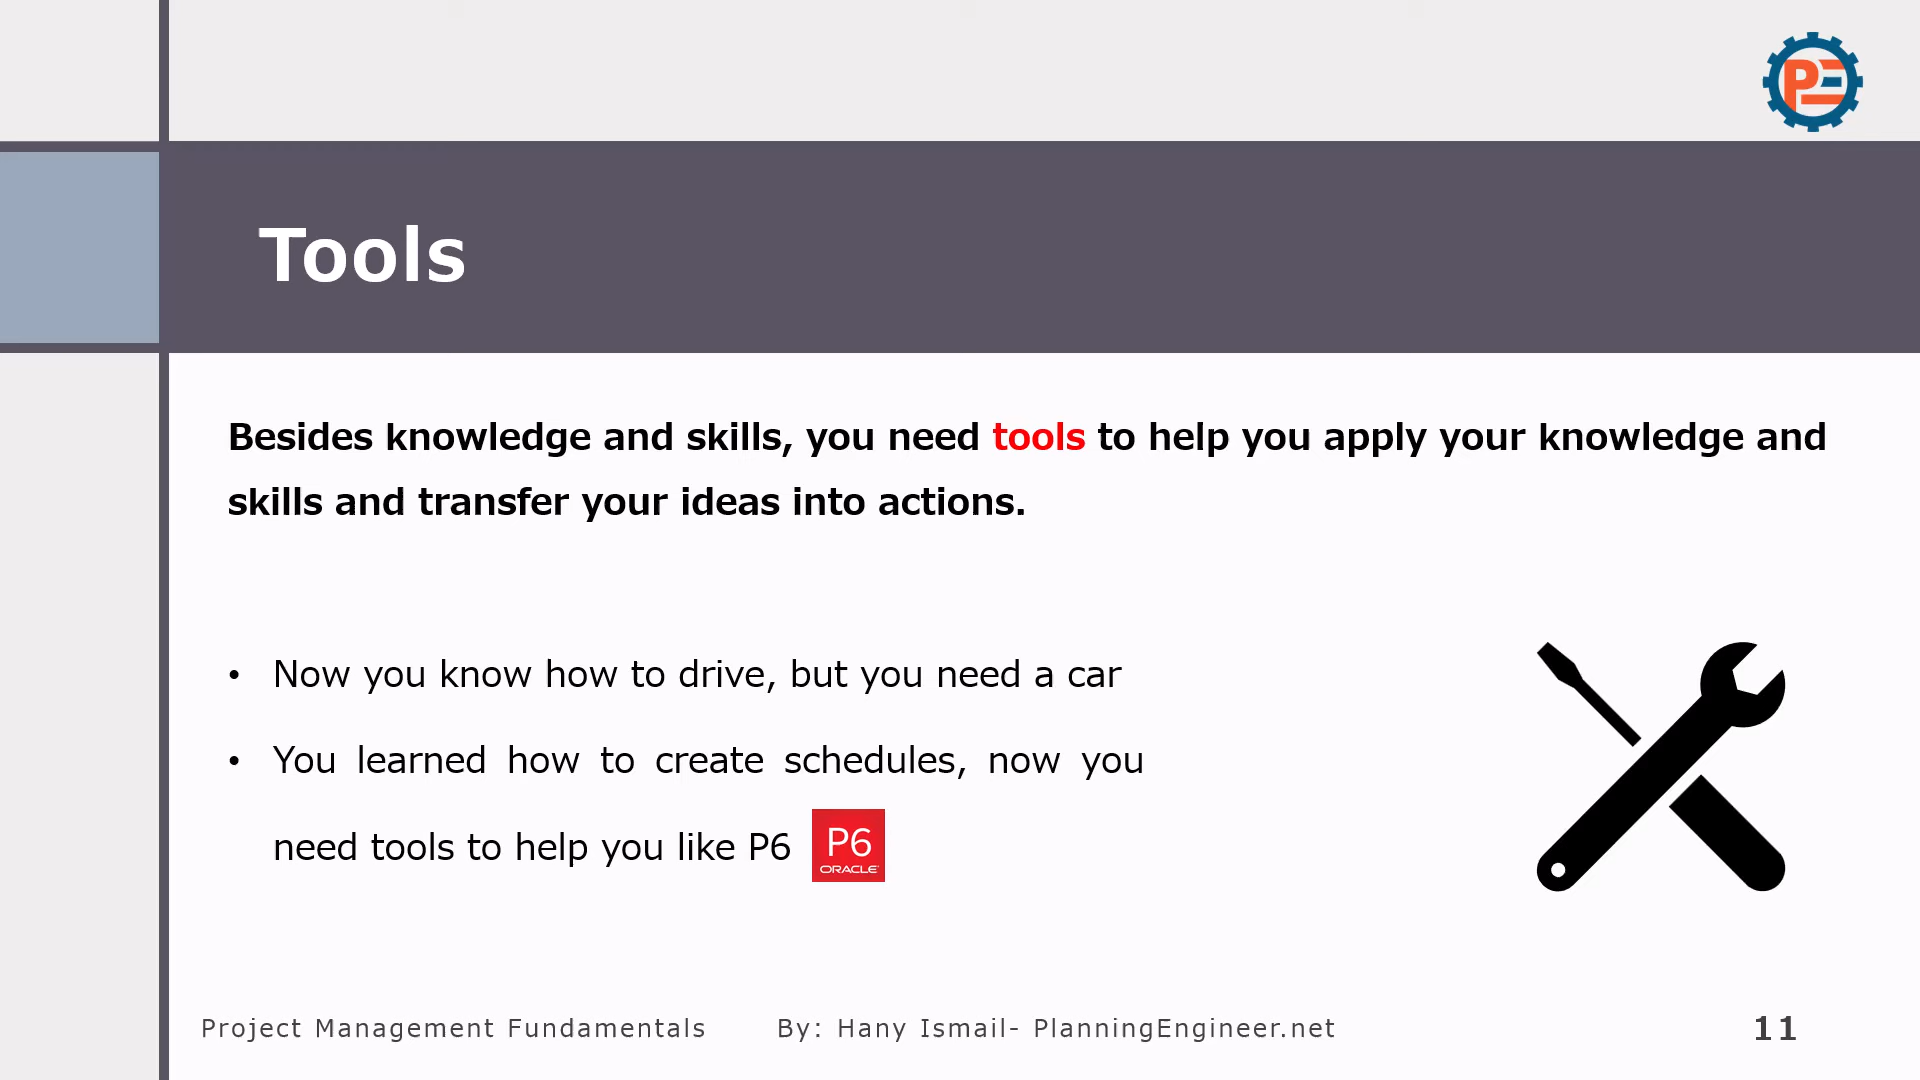 PE
Tools
Besides knowledge and skills, you need tools to help you apply your knowledge and
skills and transfer your ideas into actions.
• Now you know how to drive, but you need a car
• You learned how to create schedules, now you
need tools to help you like P6
P6
ORACLE
Project Management Fundamentals By: Hany Ismail- PlanningEngineer.net 11